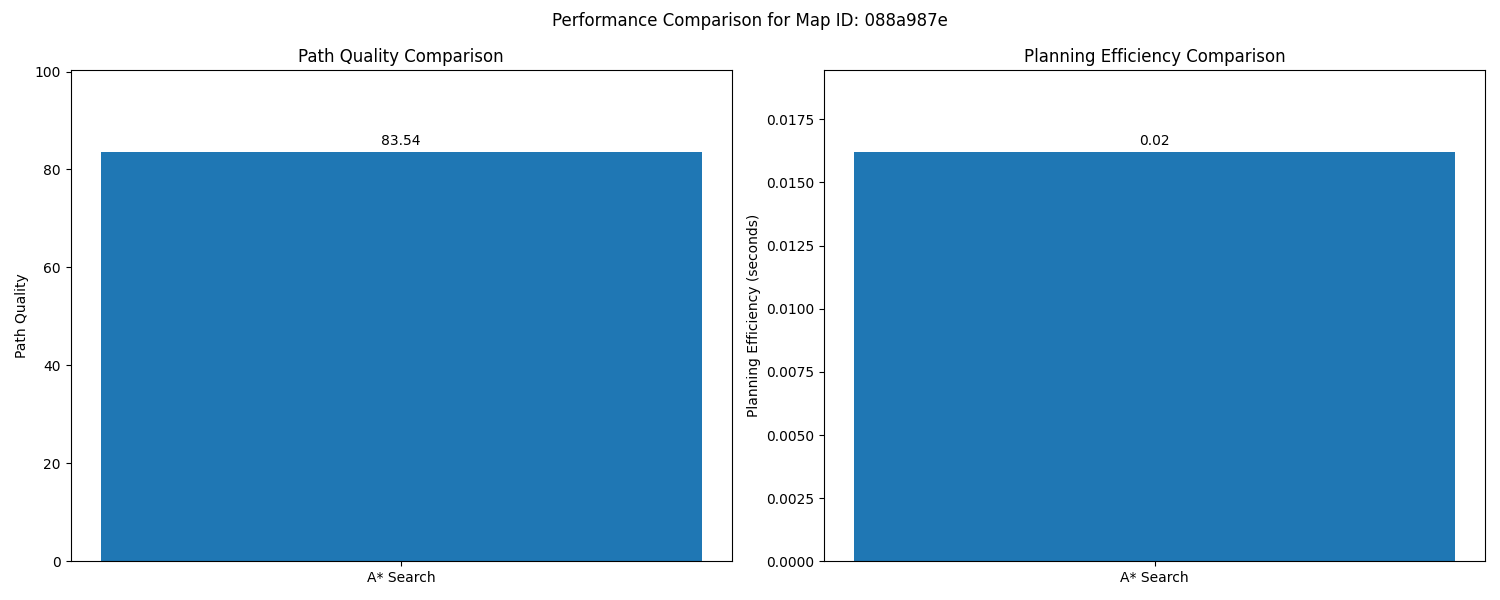 Performance Comparison for Map ID: 088a987e
Path Quality Comparison
100
80
60
40
20
0
Path Quality
83.54
A* Search
Planning Efficiency Comparison
0.0175
0.0150
0.0125
0.0100
0.0075
0.0050
0.0025
0.0000
Planning Efficiency (seconds)
0.02
A* Search